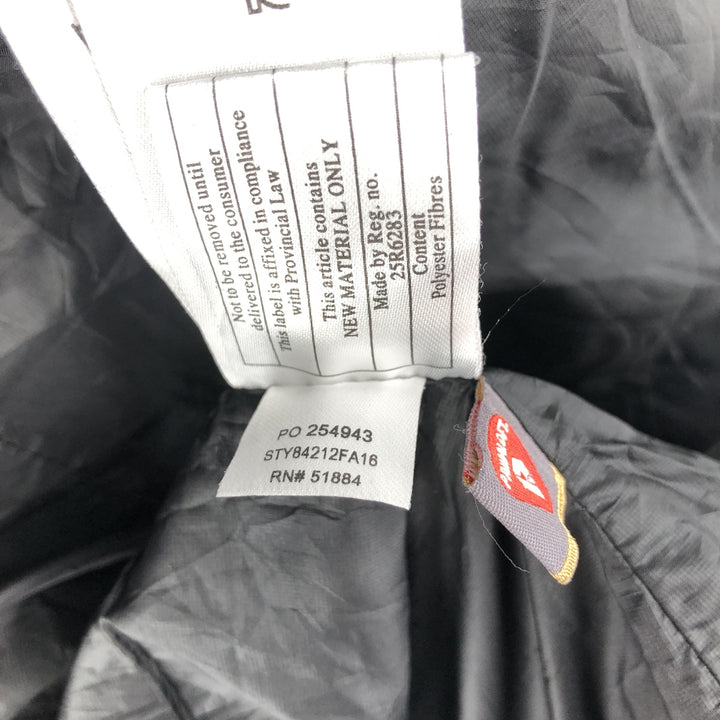 Not to be removed until
delivered to the consumer
This label is affixed in compliance
with Provincial Law
This article contains
NEW MATERIAL ONLY
Made by Reg. no.
25R6283
Content
Polyester Fibres
PO 254943
STY84212FA16
RN# 51884